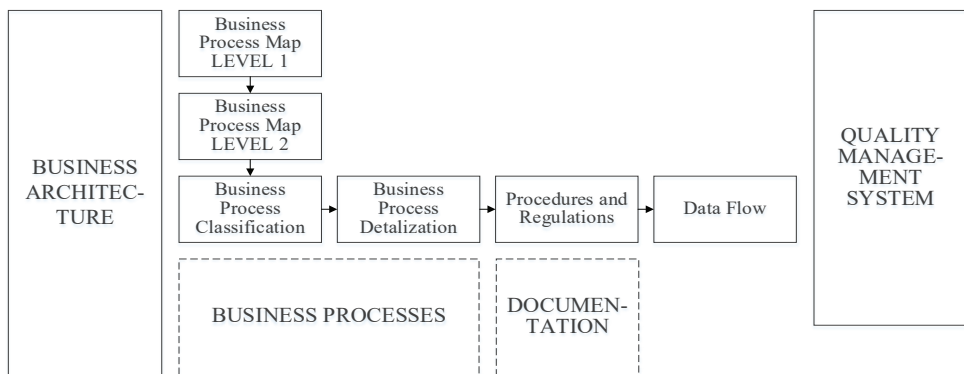 BUSINESS
ARCHITEC-
TURE
Business
Process Map
LEVEL 1
Business
Process Map
LEVEL 2
Business
Process
Classification
Business
Process
Detalization
Procedures and
Regulations
Data Flow
BUSINESS PROCESSES
DOCUMEN-
TATION
QUALITY
MANAGE-
MENT
SYSTEM